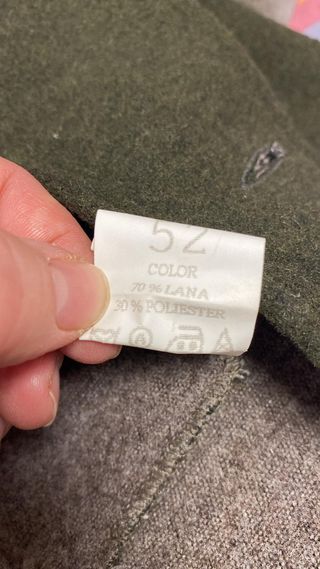 52
COLOR
70 % LANA
30 % POLIESTER
A